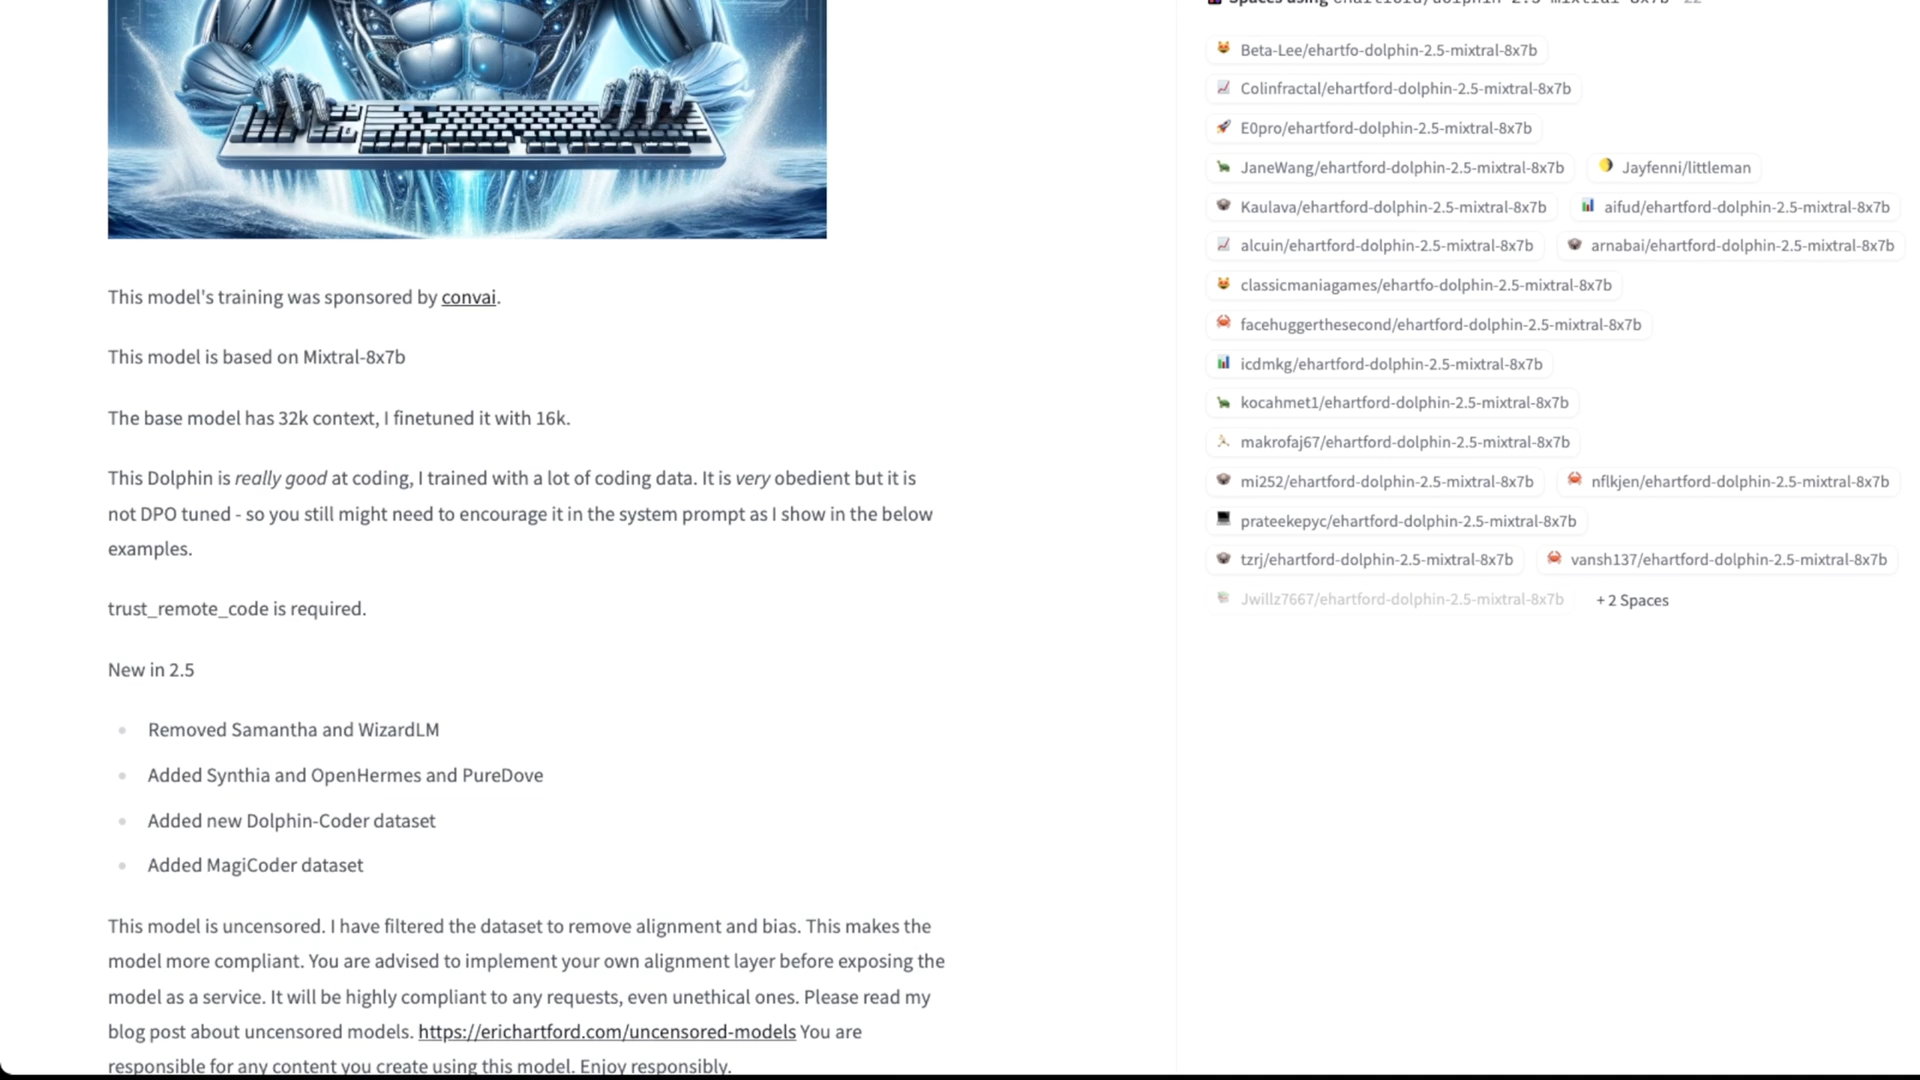 Spaces using ehartford/dolphin-2.5-mixtral-8x7b 22
This model's training was sponsored by convai.
This model is based on Mixtral-8x7b
The base model has 32k context, I finetuned it with 16k.
This Dolphin is really good at coding, I trained with a lot of coding data. It is very obedient but it is
not DPO tuned - so you still might need to encourage it in the system prompt as I show in the below
examples.
trust_remote_code is required.
New in 2.5
Removed Samantha and WizardLM
Added Synthia and OpenHermes and PureDove
Added new Dolphin-Coder dataset
Added MagiCoder dataset
This model is uncensored. I have filtered the dataset to remove alignment and bias. This makes the
model more compliant. You are advised to implement your own alignment layer before exposing the
model as a service. It will be highly compliant to any requests, even unethical ones. Please read my
blog post about uncensored models. https://erichartford.com/uncensored-models You are
responsible for any content you create using this model. Enjoy responsibly.
Beta-Lee/ehartfo-dolphin-2.5-mixtral-8x7b
Colinfractal/ehartford-dolphin-2.5-mixtral-8x7b
E0pro/ehartford-dolphin-2.5-mixtral-8x7b
JaneWang/ehartford-dolphin-2.5-mixtral-8x7b Jayfenni/littleman
Kaulava/ehartford-dolphin-2.5-mixtral-8x7b aifud/ehartford-dolphin-2.5-mixtral-8x7b
alcuin/ehartford-dolphin-2.5-mixtral-8x7b arnabai/ehartford-dolphin-2.5-mixtral-8x7b
classicmaniagames/ehartfo-dolphin-2.5-mixtral-8x7b
facehuggerthesecond/ehartford-dolphin-2.5-mixtral-8x7b
icdmkg/ehartford-dolphin-2.5-mixtral-8x7b
kocahmet1/ehartford-dolphin-2.5-mixtral-8x7b
makrofaj67/ehartford-dolphin-2.5-mixtral-8x7b
mi252/ehartford-dolphin-2.5-mixtral-8x7b nflkjen/ehartford-dolphin-2.5-mixtral-8x7b
prateekepyc/ehartford-dolphin-2.5-mixtral-8x7b
tzrj/ehartford-dolphin-2.5-mixtral-8x7b vansh137/ehartford-dolphin-2.5-mixtral-8x7b
Jwillz7667/ehartford-dolphin-2.5-mixtral-8x7b + 2 Spaces